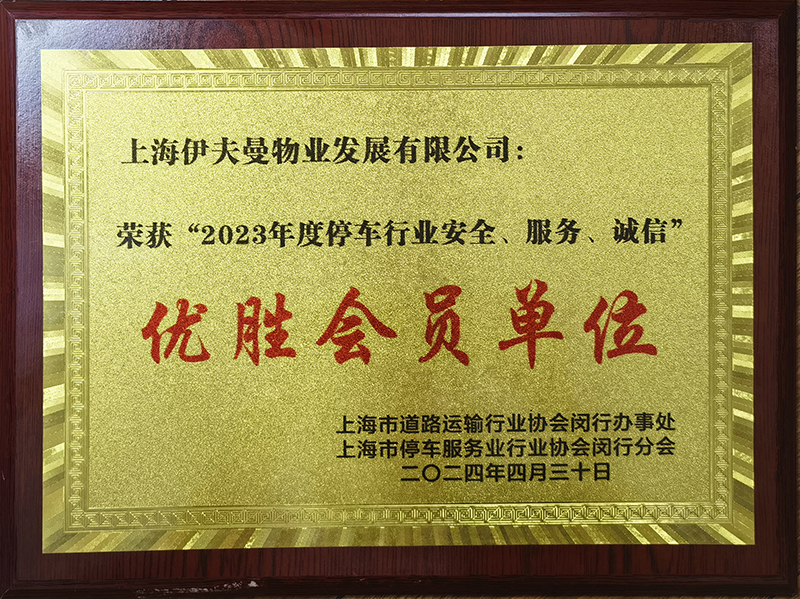 上海伊夫曼物业发展有限公司：
荣获“2023年度停车行业安全、服务、诚信”
优胜会员单位
上海市道路运输行业协会闵行办事处
上海市停车服务业行业协会闵行分会
二〇二四年四月三十日